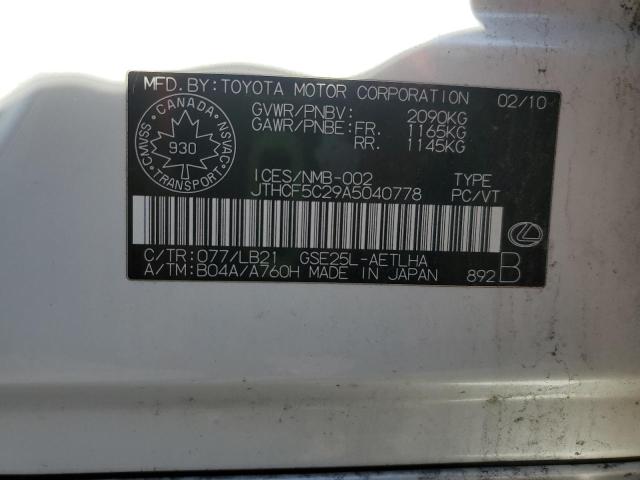 MFD. BY: TOYOTA MOTOR CORPORATION 02/10
GVWR/PNBV: 2090KG
GAWR/PNBE: FR. 1165KG
RR. 1145KG
CANADA
CMVSS 930 NSVAC
TRANSPORT
ICES/NMB-002 TYPE
JTHCF5C29A5040778 PC/VT
C/TR: 077/LB21 GSE25L-AETLHA
A/TM: B04A/A760H MADE IN JAPAN 892 B